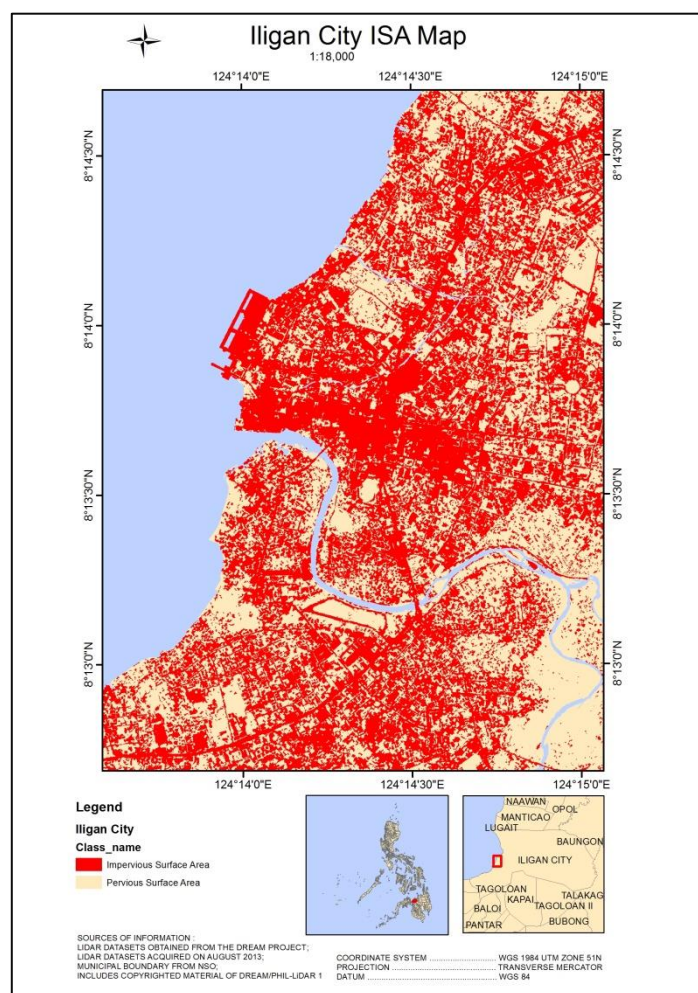 Iligan City ISA Map
1:18,000
124°14'0"E
124°14'30"E
124°15'0"E
8°14'30"N
8°14'30"N
8°14'0"N
8°14'0"N
8°13'30"N
8°13'30"N
8°13'0"N
8°13'0"N
124°14'0"E
124°14'30"E
124°15'0"E
Legend
Iligan City
Class_name
Impervious Surface Area
Pervious Surface Area
NAAWAN
OPOL
MANTICAO
LUGAIT
BAUNGON
ILIGAN CITY
TAGOLOAN
TALAKAG
KAPAI
BALOI
TAGOLOAN II
PANTAR
BUBONG
SOURCES OF INFORMATION :
LIDAR DATASETS OBTAINED FROM THE DREAM PROJECT;
LIDAR DATASETS ACQUIRED ON AUGUST 2013;
MUNICIPAL BOUNDARY FROM NSO;
INCLUDES COPYRIGHTED MATERIAL OF DREAM/PHIL-LIDAR 1
COORDINATE SYSTEM ........................ WGS 1984 UTM ZONE 51N
PROJECTION ........................................ TRANSVERSE MERCATOR
DATUM ................................................ WGS 84